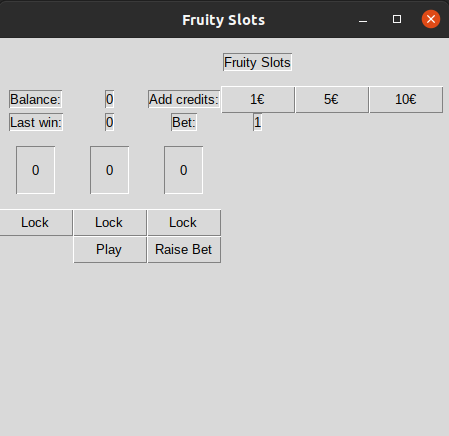 Fruity Slots
Fruity Slots
Balance: 0 Add credits: 1€ 5€ 10€
Last win: 0 Bet: 1
0 0 0
Lock Lock Lock
Play Raise Bet